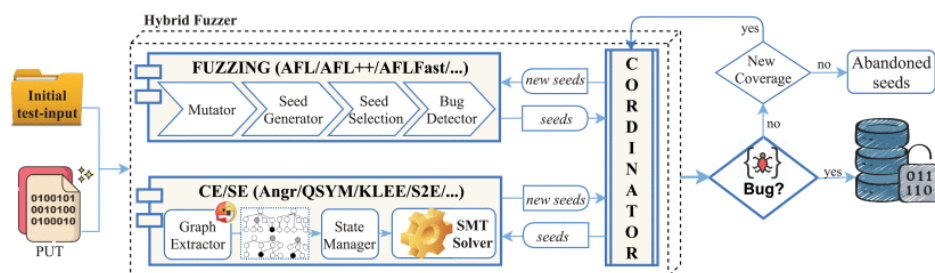 Hybrid Fuzzer
Initial
test-input
0100101
0010100
0100010
PUT
FUZZING (AFL/AFL++/AFLFast/...)
Mutator
Seed
Generator
Seed
Selection
Bug
Detector
CE/SE (Angr/QSYM/KLEE/S2E/...)
Graph
Extractor
State
Manager
SMT
Solver
new seeds
seeds
new seeds
seeds
C
O
R
D
I
N
A
T
O
R
yes
New
Coverage
no
Abandoned
seeds
no
Bug?
yes
011
110